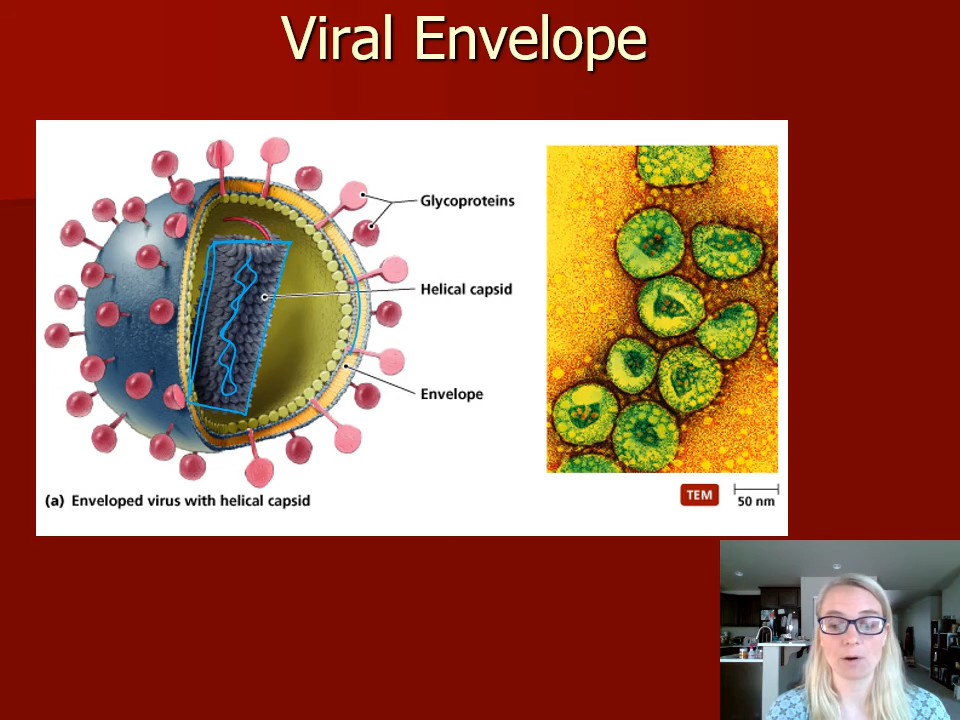 Viral Envelope
Glycoproteins
Helical capsid
Envelope
(a) Enveloped virus with helical capsid
TEM
50 nm